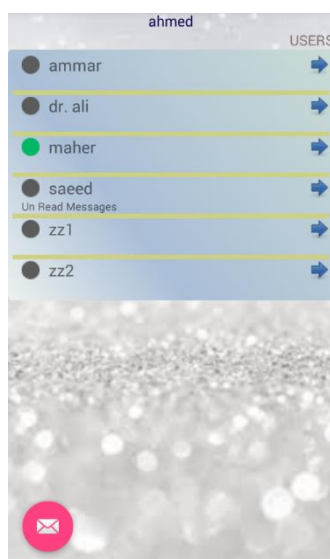 ahmed
USERS
ammar
dr. ali
maher
saeed
Un Read Messages
zz1
zz2